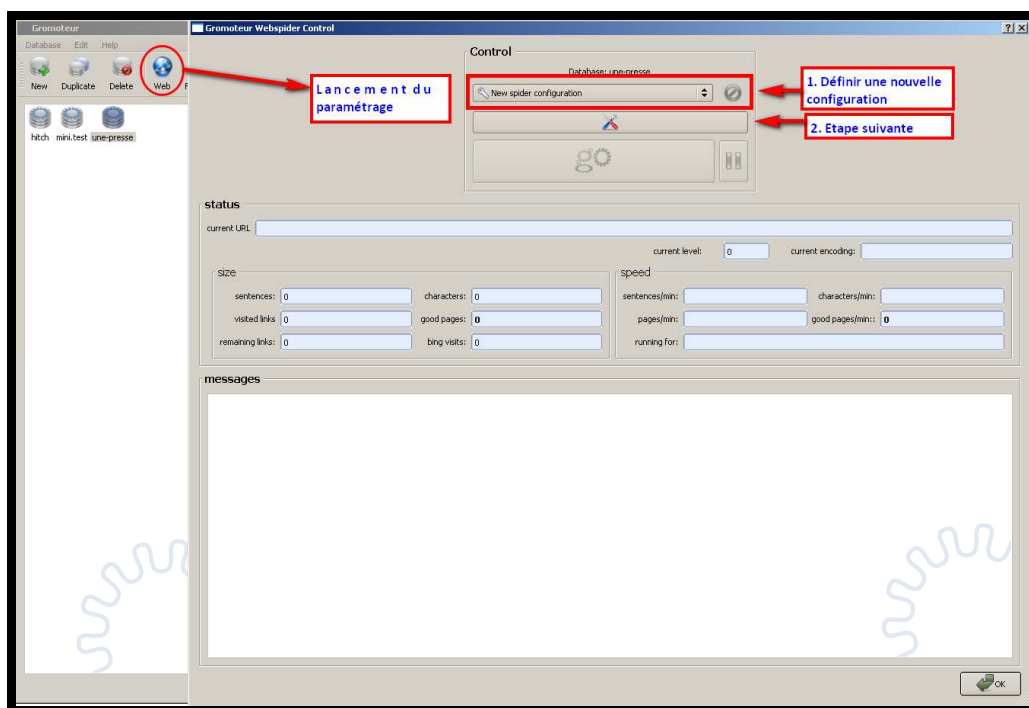 Gromoteur
Database Edit Help
New Duplicate Delete Web
hitch mini.test une-presse
Gromoteur Webspider Control
Control
Database: une-presse
New spider configuration
go
Lancement du
paramétrage
1. Définir une nouvelle
configuration
2. Etape suivante
status
current URL
current level: 0 current encoding:
size
sentences: 0 characters: 0
visited links 0 good pages: 0
remaining links: 0 bing visits: 0
speed
sentences/min: characters/min:
pages/min: good pages/min:: 0
running for:
messages
OK